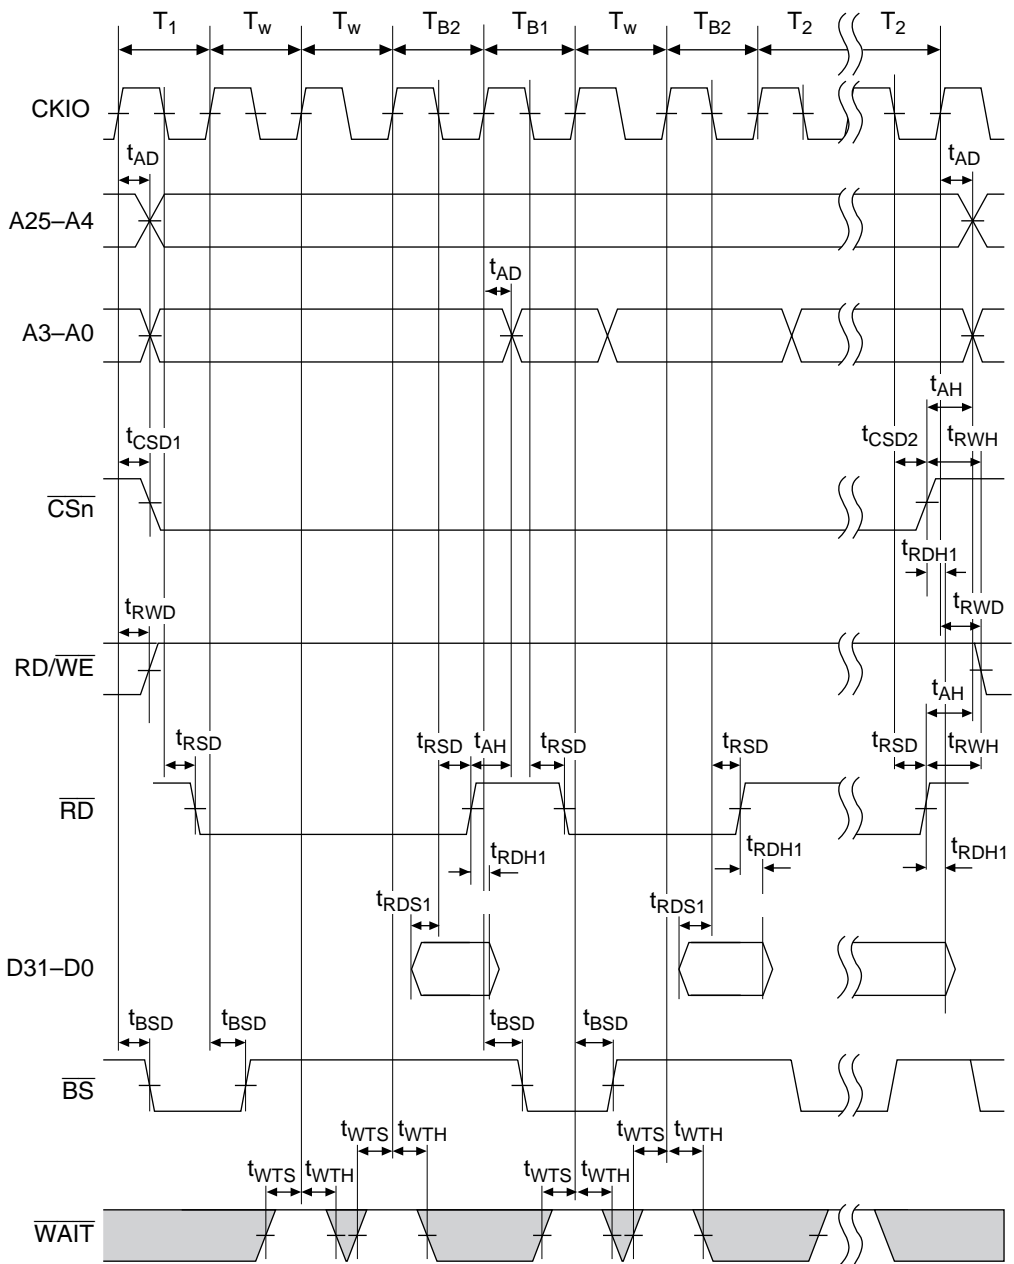 T1 Tw Tw TB2 TB1 Tw TB2 T2 T2
CKIO
tAD tAD
A25–A4
tAD
A3–A0
tAH
tCSD1 tCSD2 tRWH
CSn
tRDH1
tRWD tRWD
RD/WE
tAH
tRSD tRSD tAH tRSD tRSD tRSD tRWH
RD
tRDH1 tRDH1 tRDH1
tRDS1 tRDS1
D31–D0
tBSD tBSD tBSD tBSD
BS
tWTS tWTH tWTS tWTH
tWTS tWTH tWTS tWTH
WAIT